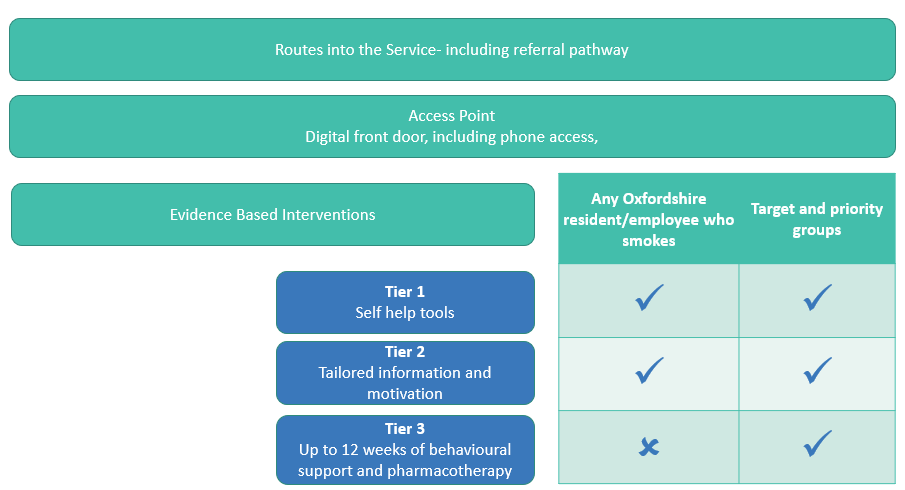 Routes into the Service- including referral pathway
Access Point
Digital front door, including phone access,
Evidence Based Interventions
Any Oxfordshire
resident/employee who
smokes
Target and priority
groups
Tier 1
Self help tools
Tier 2
Tailored information and
motivation
Tier 3
Up to 12 weeks of behavioural
support and pharmacotherapy